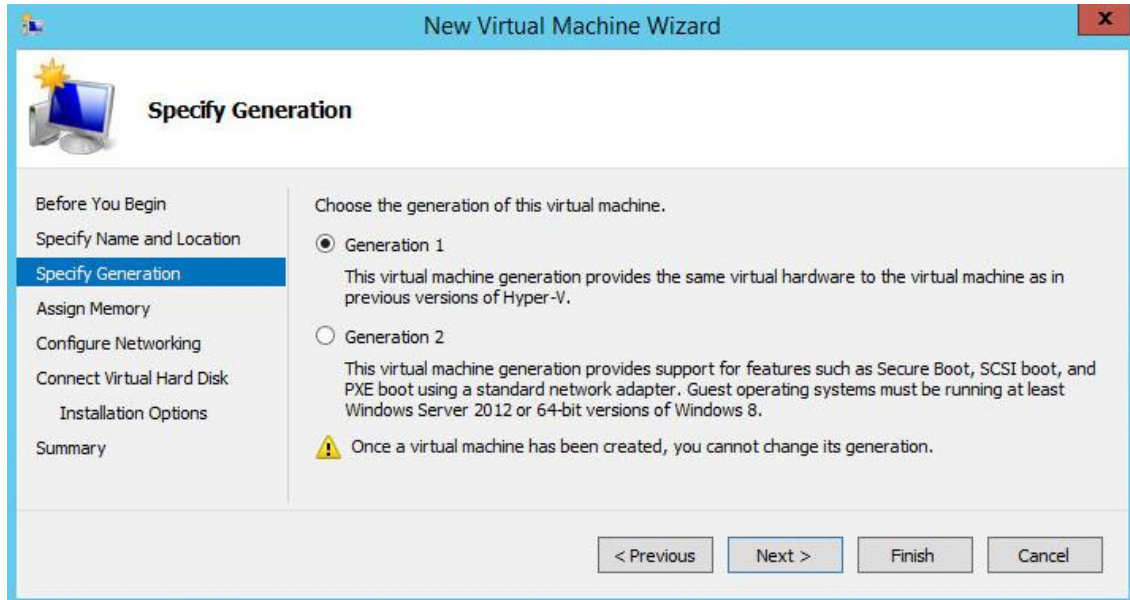 New Virtual Machine Wizard
x
Specify Generation
Before You Begin
Specify Name and Location
Specify Generation
Assign Memory
Configure Networking
Connect Virtual Hard Disk
Installation Options
Summary
Choose the generation of this virtual machine.
Generation 1
This virtual machine generation provides the same virtual hardware to the virtual machine as in
previous versions of Hyper-V.
Generation 2
This virtual machine generation provides support for features such as Secure Boot, SCSI boot, and
PXE boot using a standard network adapter. Guest operating systems must be running at least
Windows Server 2012 or 64-bit versions of Windows 8.
Once a virtual machine has been created, you cannot change its generation.
< Previous
Next >
Finish
Cancel